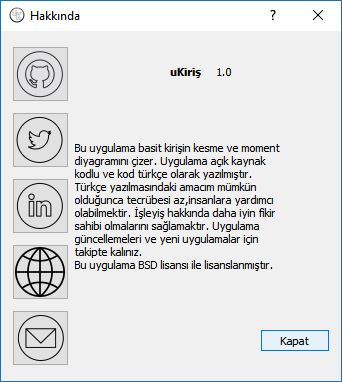 Hakkında
uKiriş 1.0
Bu uygulama basit kirişin kesme ve moment
diyagramını çizer. Uygulama açık kaynak
kodlu ve kod türkçe olarak yazılmıştır.
Türkçe yazılmasındaki amacım mümkün
olduğunca tecrübesi az,insanlara yardımcı
olabilmektir. İşleyiş hakkında daha iyin fikir
sahibi olmalarını sağlamaktır. Uygulama
güncellemeleri ve yeni uygulamalar için
takipte kalınız.
Bu uygulama BSD lisansı ile lisanslanmıştır.
Kapat